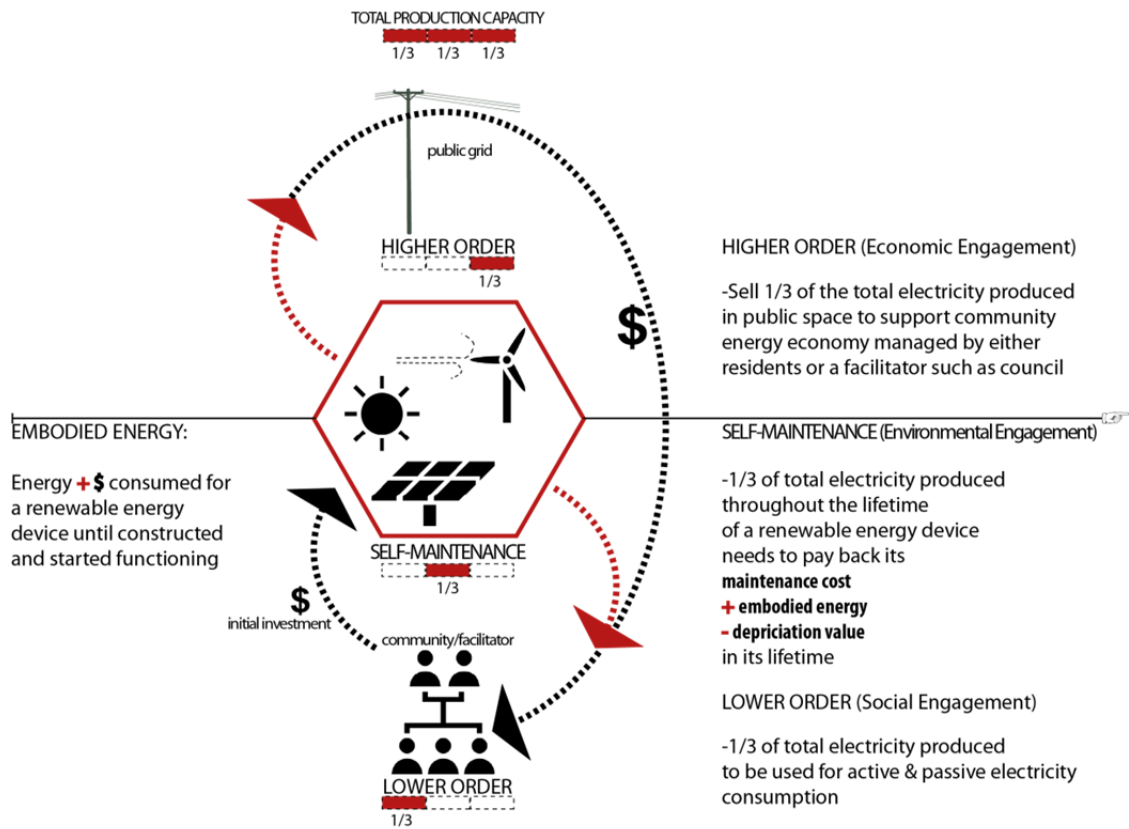 TOTAL PRODUCTION CAPACITY
1/3 1/3 1/3
public grid
HIGHER ORDER
1/3
$
HIGHER ORDER (Economic Engagement)
-Sell 1/3 of the total electricity produced
in public space to support community
energy economy managed by either
residents or a facilitator such as council
EMBODIED ENERGY:
Energy + $ consumed for
a renewable energy
device until constructed
and started functioning
SELF-MAINTENANCE
1/3
$
initial investment
community/facilitator
LOWER ORDER
1/3
SELF-MAINTENANCE (Environmental Engagement)
-1/3 of total electricity produced
throughout the lifetime
of a renewable energy device
needs to pay back its
maintenance cost
+ embodied energy
- depriciation value
in its lifetime
LOWER ORDER (Social Engagement)
-1/3 of total electricity produced
to be used for active & passive electricity
consumption